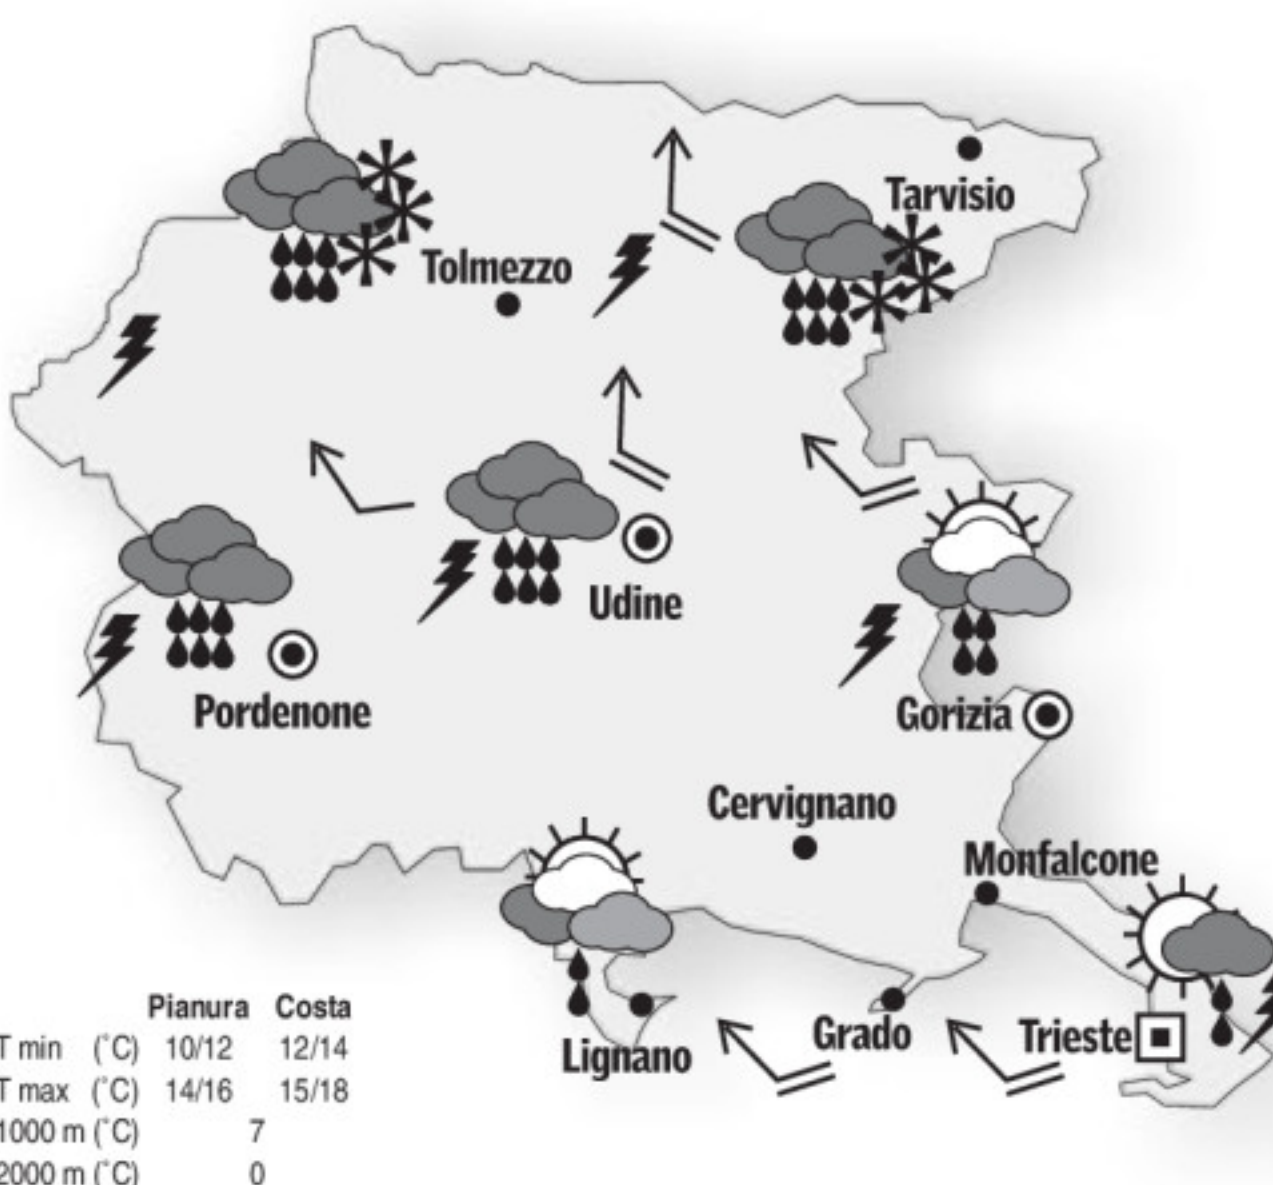 Tarvisio
Tolmezzo
Udine
Pordenone
Gorizia
Cervignano
Monfalcone
Lignano
Grado
Trieste
Pianura Costa
T min (°C) 10/12 12/14
T max (°C) 14/16 15/18
1000 m (°C) 7
2000 m (°C) 0